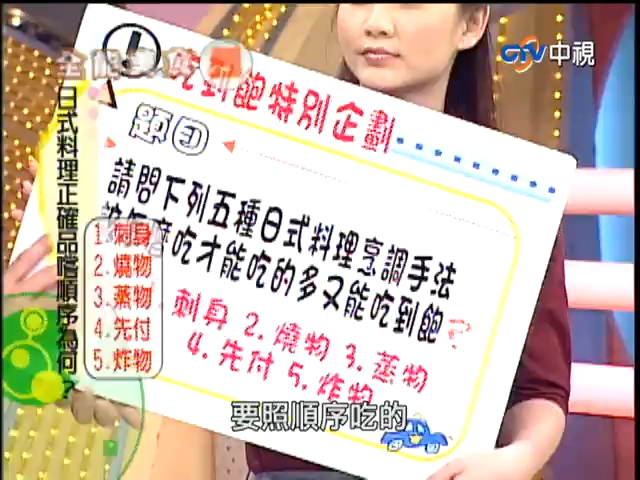 CTV中視
吃到飽特別企劃
題目
請問下列五種日式料理烹調手法
該怎麼吃才能吃的多又能吃到飽?
刺身 2. 燒物 3. 蒸物
4. 先付 5. 炸物
日式料理正確品嚐順序為何?
1.刺身
2.燒物
3.蒸物
4.先付
5.炸物
要照順序吃的